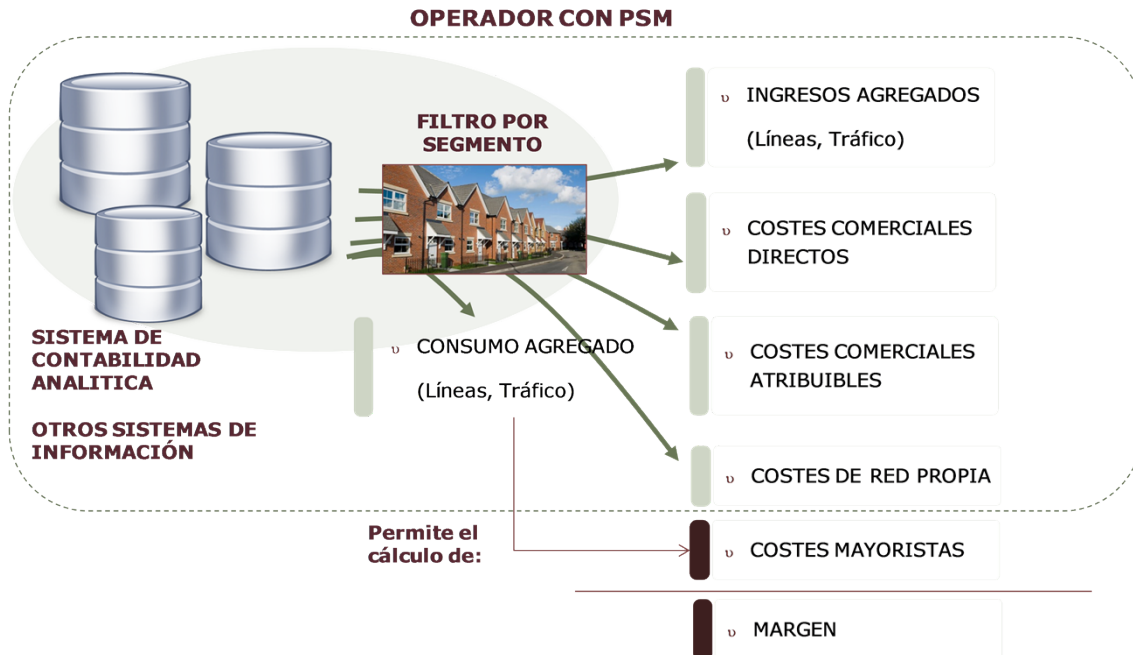 OPERADOR CON PSM
FILTRO POR
SEGMENTO
SISTEMA DE
CONTABILIDAD
ANALITICA
OTROS SISTEMAS DE
INFORMACIÓN
υ CONSUMO AGREGADO
(Líneas, Tráfico)
υ INGRESOS AGREGADOS
(Líneas, Tráfico)
υ COSTES COMERCIALES
DIRECTOS
υ COSTES COMERCIALES
ATRIBUIBLES
υ COSTES DE RED PROPIA
Permite el
cálculo de:
υ COSTES MAYORISTAS
υ MARGEN